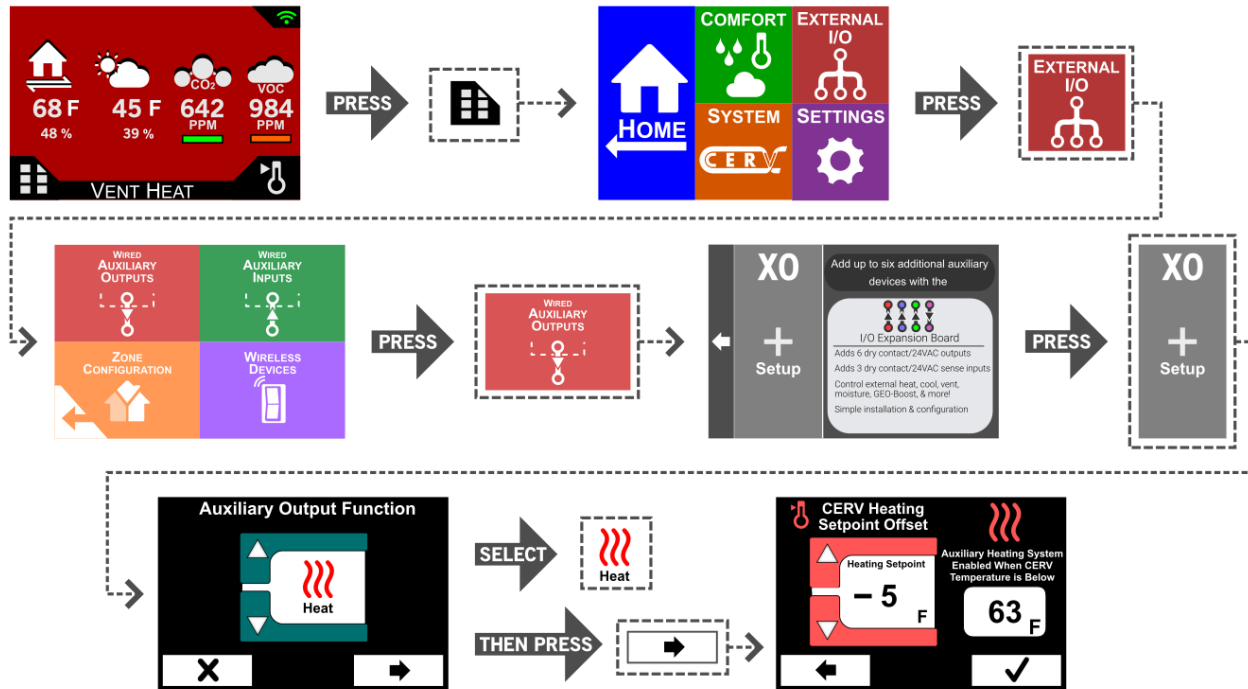 CO₂
VOC
68 F
45 F
642
984
PPM
PPM
48 %
39 %
VENT HEAT
PRESS
HOME
COMFORT
EXTERNAL
I/O
SYSTEM
CERV
SETTINGS
PRESS
EXTERNAL
I/O
WIRED
AUXILIARY
OUTPUTS
WIRED
AUXILIARY
INPUTS
ZONE
CONFIGURATION
WIRELESS
DEVICES
PRESS
WIRED
AUXILIARY
OUTPUTS
X0
+
Setup
Add up to six additional auxiliary
devices with the
I/O Expansion Board
Adds 6 dry contact/24VAC outputs
Adds 3 dry contact/24VAC sense inputs
Control external heat, cool, vent,
moisture, GEO-Boost, & more!
Simple installation & configuration
PRESS
X0
+
Setup
Auxiliary Output Function
Heat
X
SELECT
Heat
THEN PRESS
CERV Heating
Setpoint Offset
Heating Setpoint
– 5
F
Auxiliary Heating System
Enabled When CERV
Temperature is Below
63 F